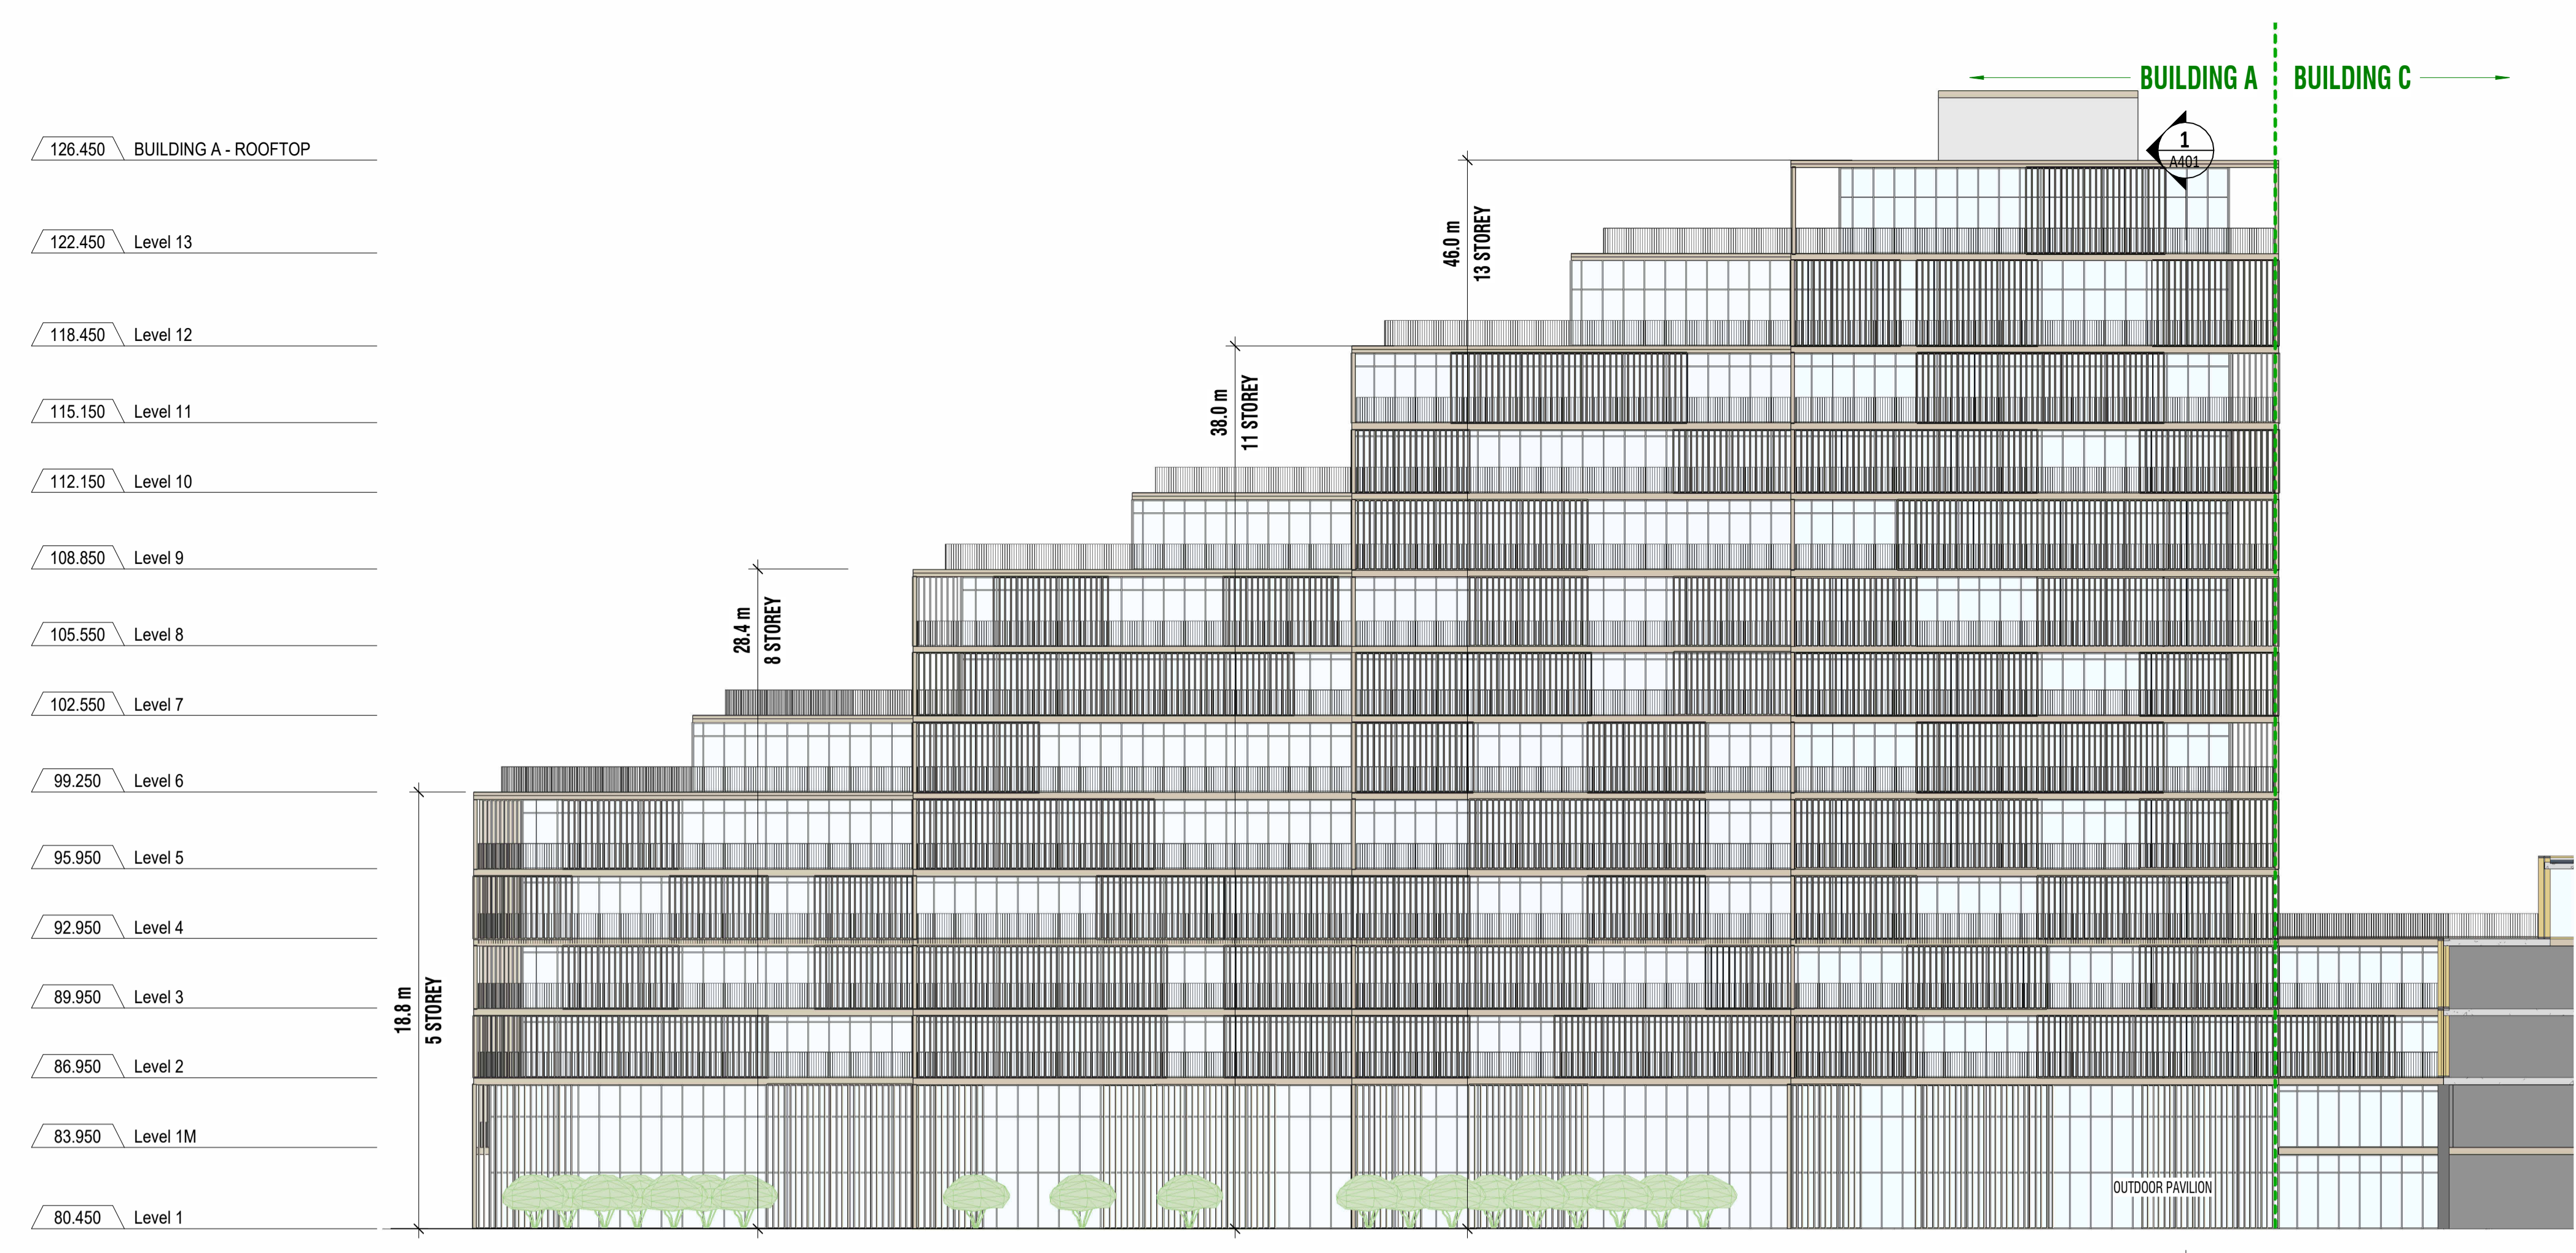 BUILDING A
BUILDING C
1
A401
126.450 BUILDING A - ROOFTOP
122.450 Level 13
118.450 Level 12
115.150 Level 11
112.150 Level 10
108.850 Level 9
105.550 Level 8
102.550 Level 7
99.250 Level 6
95.950 Level 5
92.950 Level 4
89.950 Level 3
86.950 Level 2
83.950 Level 1M
80.450 Level 1
18.8 m
5 STOREY
28.4 m
8 STOREY
38.0 m
11 STOREY
46.0 m
13 STOREY
OUTDOOR PAVILION